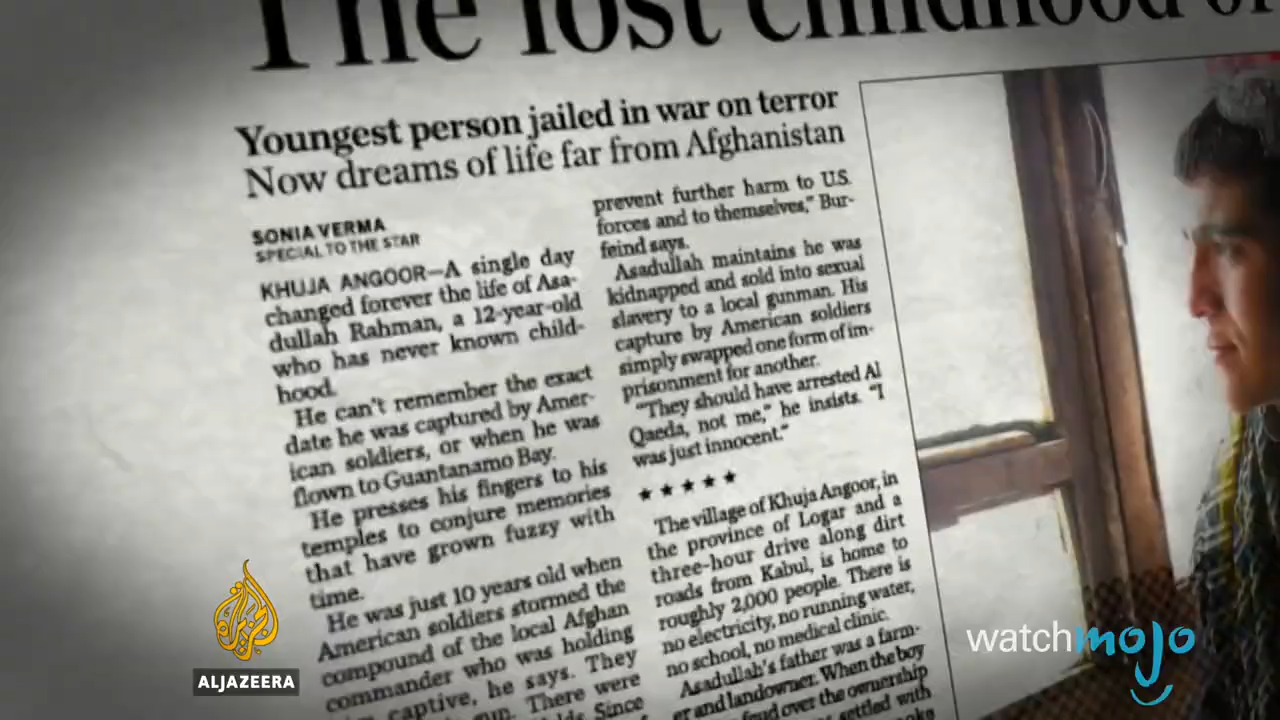 The lost childhood of
Youngest person jailed in war on terror
Now dreams of life far from Afghanistan
SONIA VERMA
SPECIAL TO THE STAR
KHUJA ANGOOR—A single day
changed forever the life of Asa-
dullah Rahman, a 12-year-old
who has never known child-
hood.
He can't remember the exact
date he was captured by Amer-
ican soldiers, or when he was
flown to Guantanamo Bay.
He presses his fingers to his
temples to conjure memories
that have grown fuzzy with
time.
He was just 10 years old when
American soldiers stormed the
compound of the local Afghan
commander who was holding
captive, he says. They
gun. There were
Since
prevent further harm to U.S.
forces and to themselves," Bur-
feind says.
Asadullah maintains he was
kidnapped and sold into sexual
slavery to a local gunman. His
capture by American soldiers
simply swapped one form of im-
prisonment for another.
"They should have arrested Al
Qaeda, not me," he insists. "I
was just innocent."
★★★★★
The village of Khuja Angoor, in
the province of Logar and a
three-hour drive along dirt
roads from Kabul, is home to
roughly 2,000 people. There is
no electricity, no running water,
no school, no medical clinic.
Asadullah's father was a farm-
er and landowner. When the boy
feud over the ownership
settled with
ALJAZEERA
watchmojo